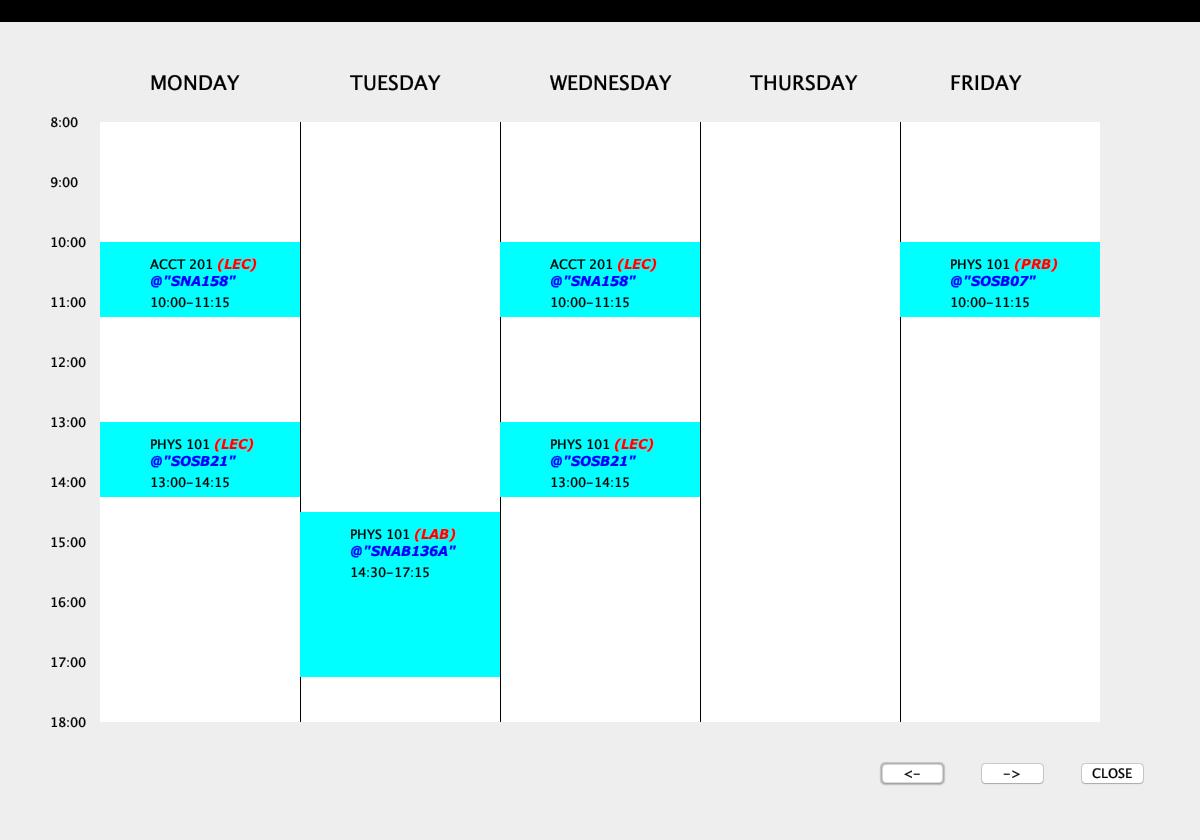 MONDAY TUESDAY WEDNESDAY THURSDAY FRIDAY
8:00
9:00
10:00
ACCT 201 (LEC) ACCT 201 (LEC) PHYS 101 (PRB)
@"SNA158" @"SNA158" @"SOSB07"
11:00 10:00-11:15 10:00-11:15 10:00-11:15
12:00
13:00
PHYS 101 (LEC) PHYS 101 (LEC)
@"SOSB21" @"SOSB21"
14:00 13:00-14:15 13:00-14:15
PHYS 101 (LAB)
15:00 @"SNAB136A"
14:30-17:15
16:00
17:00
18:00
<- -> CLOSE